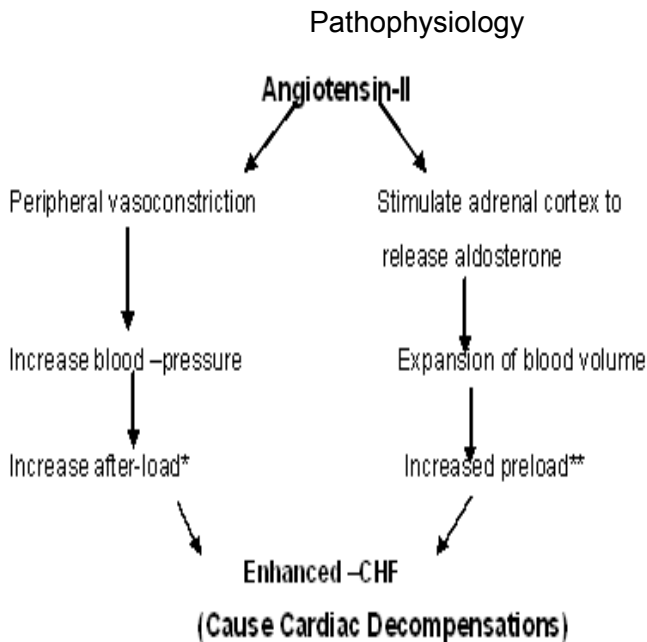 Pathophysiology
Angiotensin-II
Peripheral vasoconstriction
Stimulate adrenal cortex to
release aldosterone
Increase blood –pressure
Expansion of blood volume
Increase after-load*
Increased preload**
Enhanced –CHF
(Cause Cardiac Decompensations)